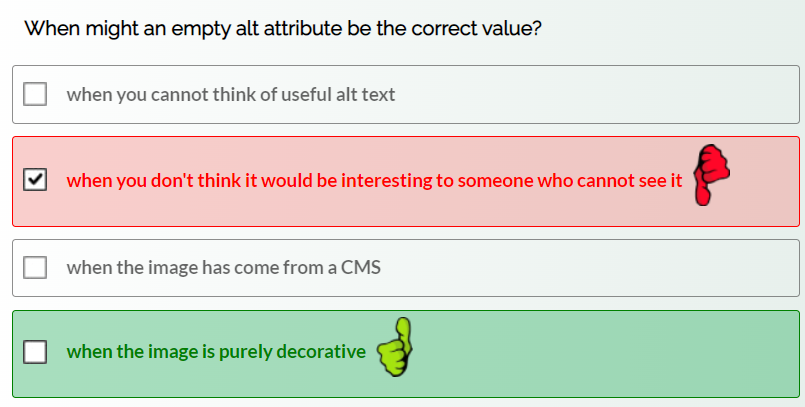 When might an empty alt attribute be the correct value?
when you cannot think of useful alt text
when you don't think it would be interesting to someone who cannot see it
when the image has come from a CMS
when the image is purely decorative